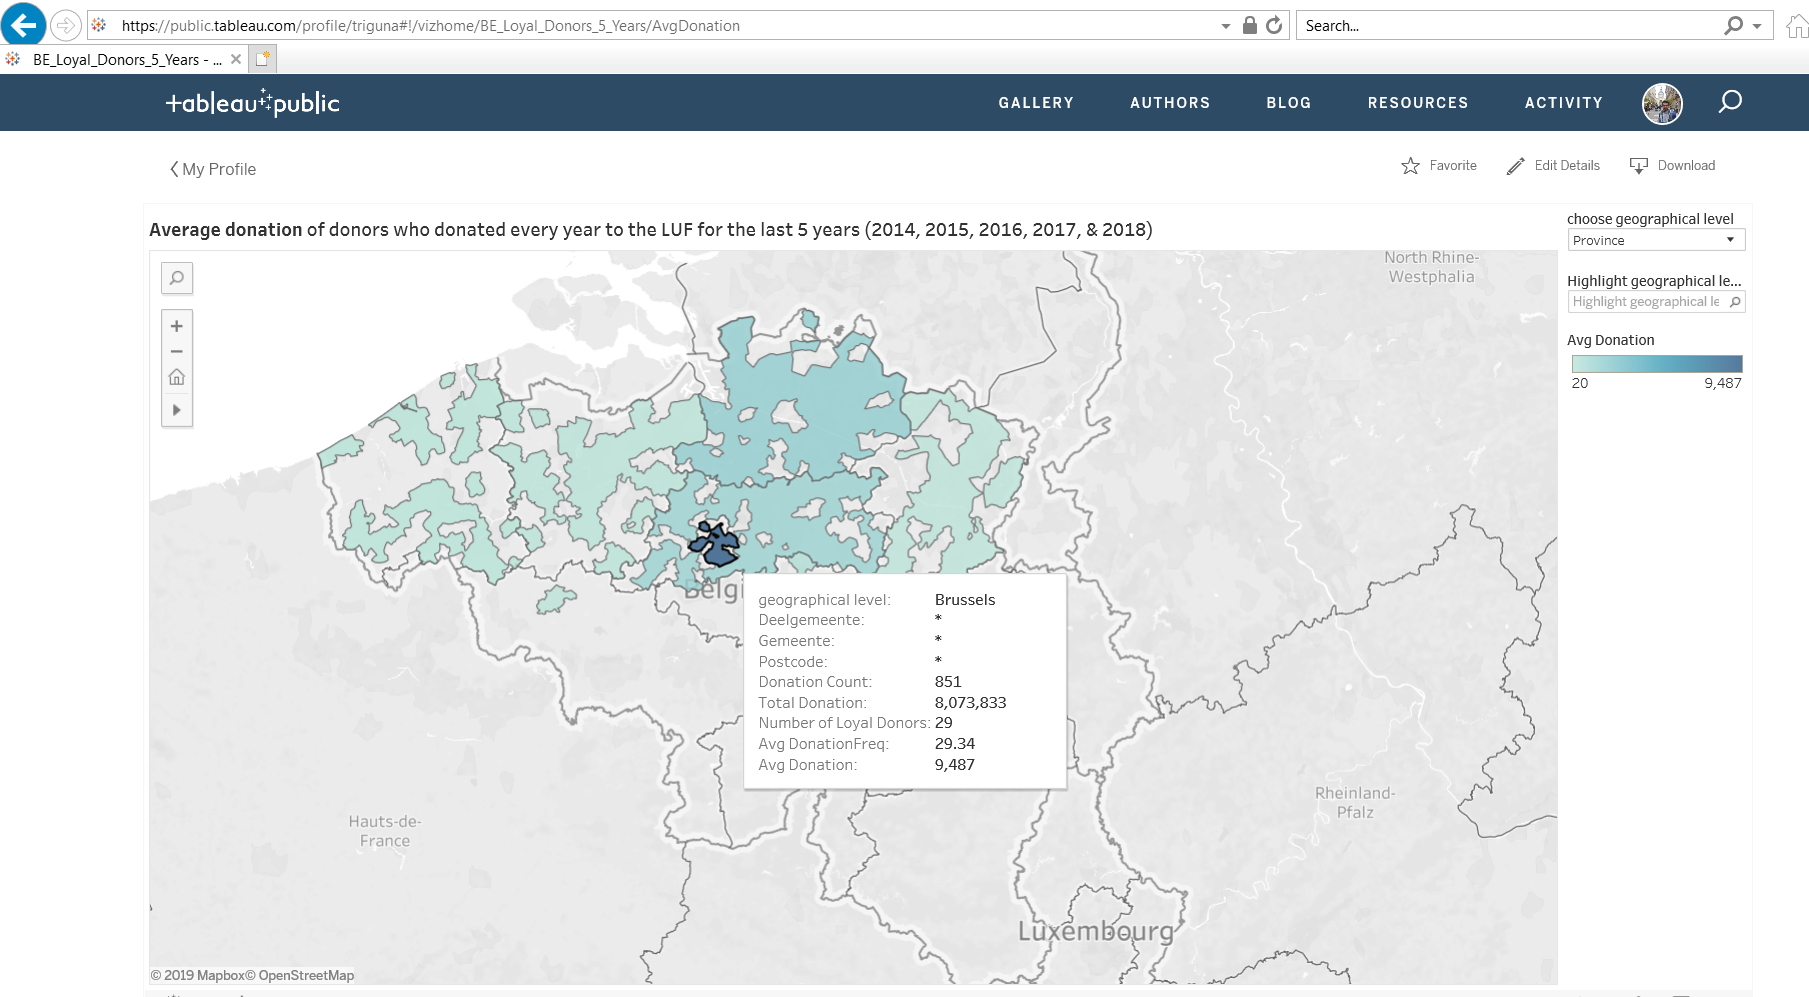 https://public.tableau.com/profile/triguna#!/vizhome/BE_Loyal_Donors_5_Years/AvgDonation
Search...
BE_Loyal_Donors_5_Years - ...
tableau public
GALLERY
AUTHORS
BLOG
RESOURCES
ACTIVITY
My Profile
Favorite
Edit Details
Download
Average donation of donors who donated every year to the LUF for the last 5 years (2014, 2015, 2016, 2017, & 2018)
choose geographical level
Province
Highlight geographical le...
Highlight geographical le
Avg Donation
20 9,487
North Rhine-
Westphalia
Belgi
geographical level: Brussels
Deelgemeente: *
Gemeente: *
Postcode: *
Donation Count: 851
Total Donation: 8,073,833
Number of Loyal Donors: 29
Avg DonationFreq: 29.34
Avg Donation: 9,487
Hauts-de-
France
Rheinland-
Pfalz
Luxembourg
© 2019 Mapbox© OpenStreetMap